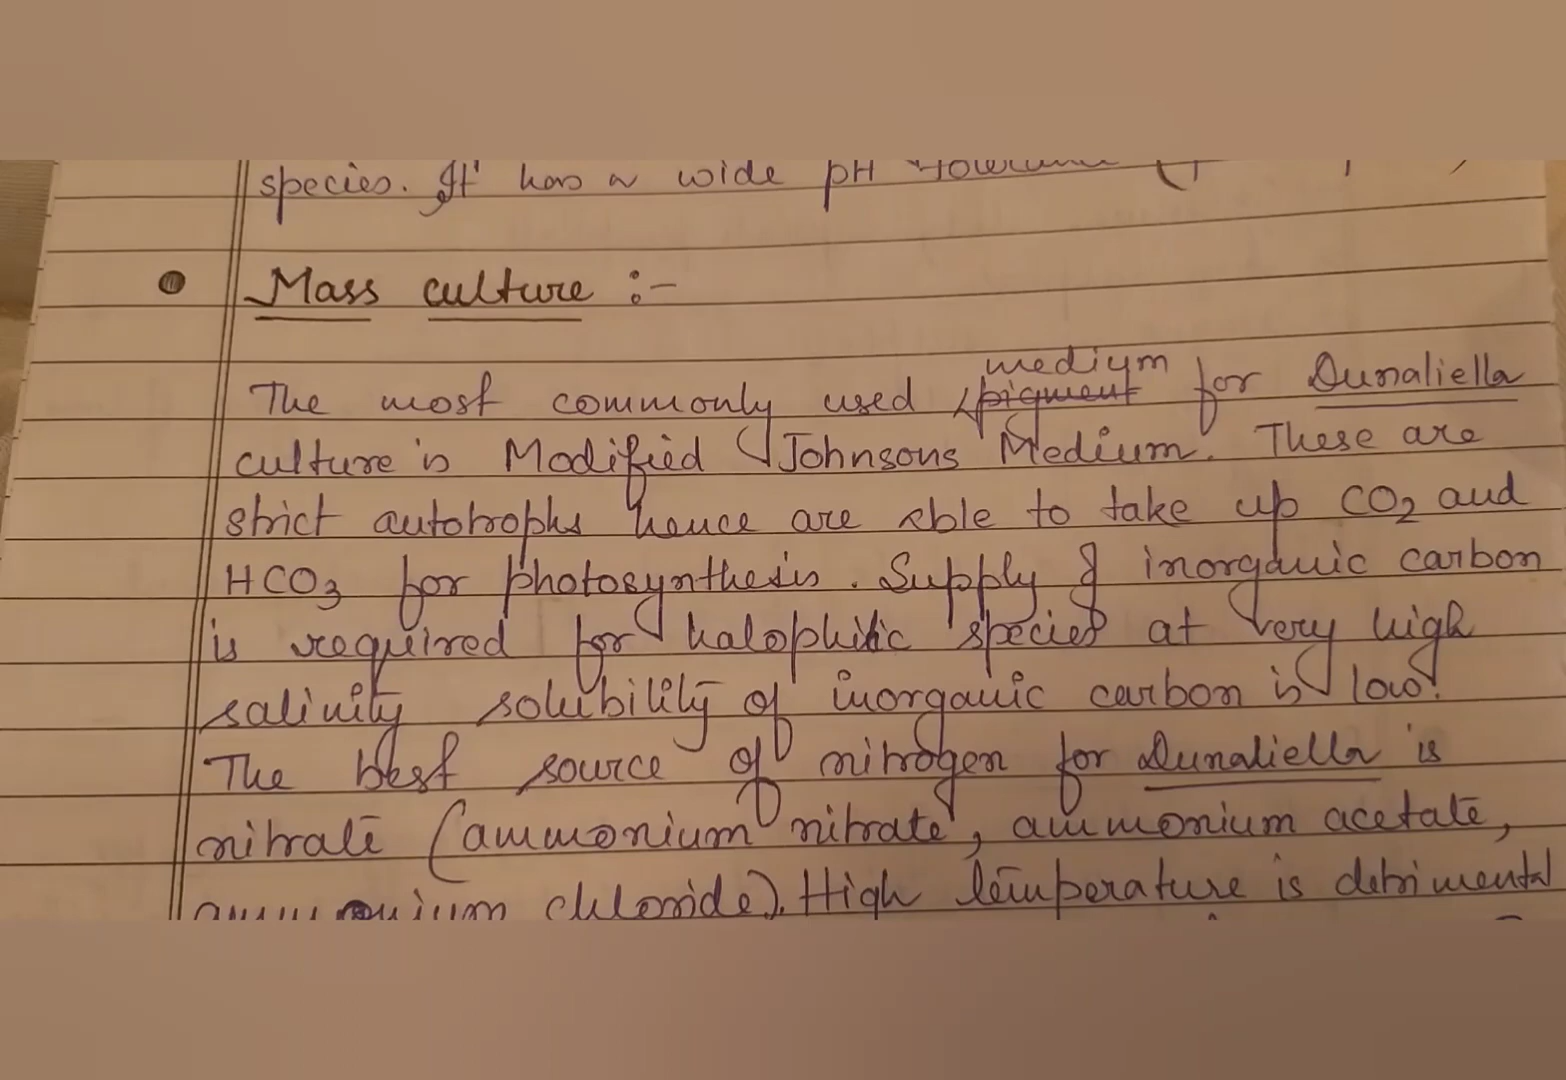 species. It has a wide pH
Mass culture :-
The most commonly used medium for Dunaliella
culture is Modified Johnsons Medium. These are
strict autotrophs hence are able to take up CO2 and
HCO3 for photosynthesis. Supply of inorganic carbon
is required for halophilic species at very high
salinity solubility of inorganic carbon is low.
The best source of nitrogen for Dunaliella is
nitrate (ammonium nitrate, ammonium acetate,
ammonium chloride). High temperature is detrimental